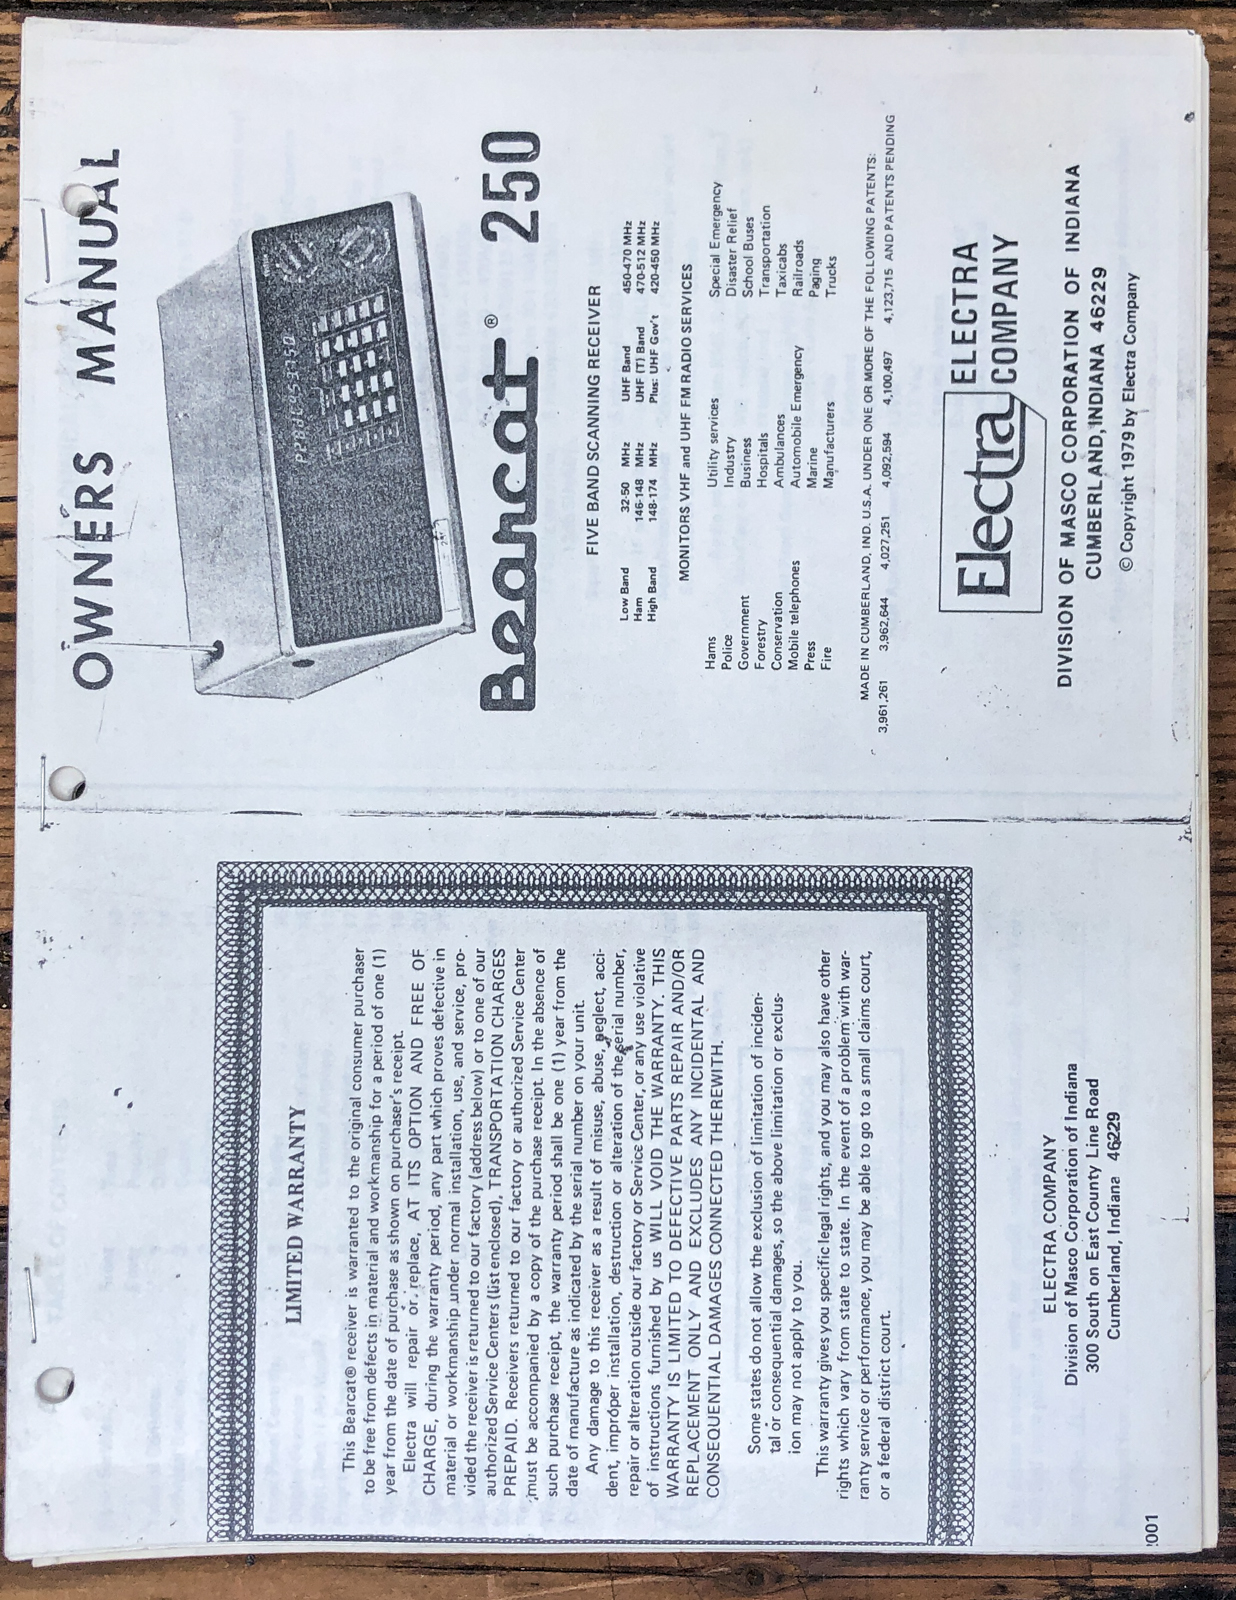 LIMITED WARRANTY
This Bearcat® receiver is warranted to the original consumer purchaser
to be free from defects in material and workmanship for a period of one (1)
year from the date of purchase as shown on purchaser's receipt.
Electra will repair or replace, AT ITS OPTION AND FREE OF
CHARGE, during the warranty period, any part which proves defective in
material or workmanship under normal installation, use, and service, pro-
vided the receiver is returned to our factory (address below) or to one of our
authorized Service Centers (list enclosed), TRANSPORTATION CHARGES
PREPAID. Receivers returned to our factory or authorized Service Center
must be accompanied by a copy of the purchase receipt. In the absence of
such purchase receipt, the warranty period shall be one (1) year from the
date of manufacture as indicated by the serial number on your unit.
Any damage to this receiver as a result of misuse, abuse, neglect, acci-
dent, improper installation, destruction or alteration of the serial number,
repair or alteration outside our factory or Service Center, or any use violative
of instructions furnished by us WILL VOID THE WARRANTY. THIS
WARRANTY IS LIMITED TO DEFECTIVE PARTS REPAIR AND/OR
REPLACEMENT ONLY AND EXCLUDES ANY INCIDENTAL AND
CONSEQUENTIAL DAMAGES CONNECTED THEREWITH.
Some states do not allow the exclusion of limitation of inciden-
tal or consequential damages, so the above limitation or exclus-
ion may not apply to you.
This warranty gives you specific legal rights, and you may also have other
rights which vary from state to state. In the event of a problem with war-
ranty service or performance, you may be able to go to a small claims court,
or a federal district court.
ELECTRA COMPANY
Division of Masco Corporation of Indiana
300 South on East County Line Road
Cumberland, Indiana 46229
001
OWNERS MANUAL
Bearcat® 250
FIVE BAND SCANNING RECEIVER
Low Band 32-50 MHz UHF Band 450-470 MHz
Ham 146-148 MHz UHF (T) Band 470-512 MHz
High Band 148-174 MHz Plus: UHF Gov't 420-450 MHz
MONITORS VHF and UHF FM RADIO SERVICES
Hams Utility services Special Emergency
Police Industry Disaster Relief
Government Business School Buses
Forestry Hospitals Transportation
Conservation Ambulances Taxicabs
Mobile telephones Automobile Emergency Railroads
Press Marine Paging
Fire Manufacturers Trucks
MADE IN CUMBERLAND, IND. U.S.A. UNDER ONE OR MORE OF THE FOLLOWING PATENTS:
3,961,261 3,962,644 4,027,251 4,092,594 4,100,497 4,123,715 AND PATENTS PENDING
Electra ELECTRA
COMPANY
DIVISION OF MASCO CORPORATION OF INDIANA
CUMBERLAND, INDIANA 46229
© Copyright 1979 by Electra Company